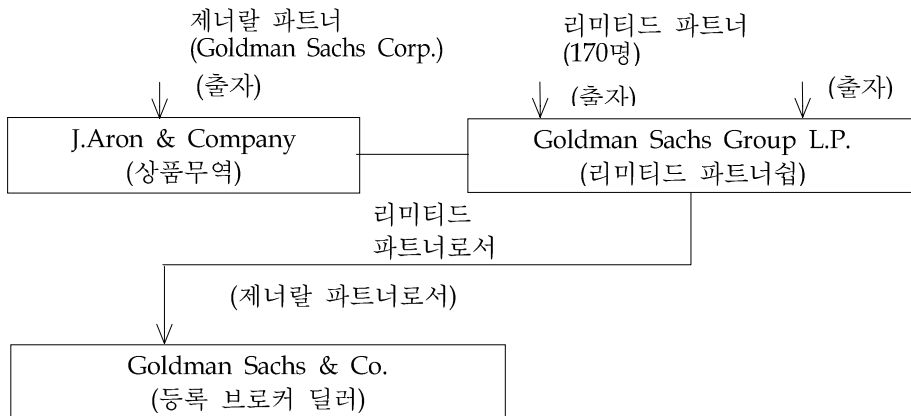 제너랄 파트너
(Goldman Sachs Corp.)
(출자)
리미티드 파트너
(170명)
(출자)
(출자)
J.Aron & Company
(상품무역)
Goldman Sachs Group L.P.
(리미티드 파트너쉽)
리미티드
파트너로서
(제너랄 파트너로서)
Goldman Sachs & Co.
(등록 브로커 딜러)